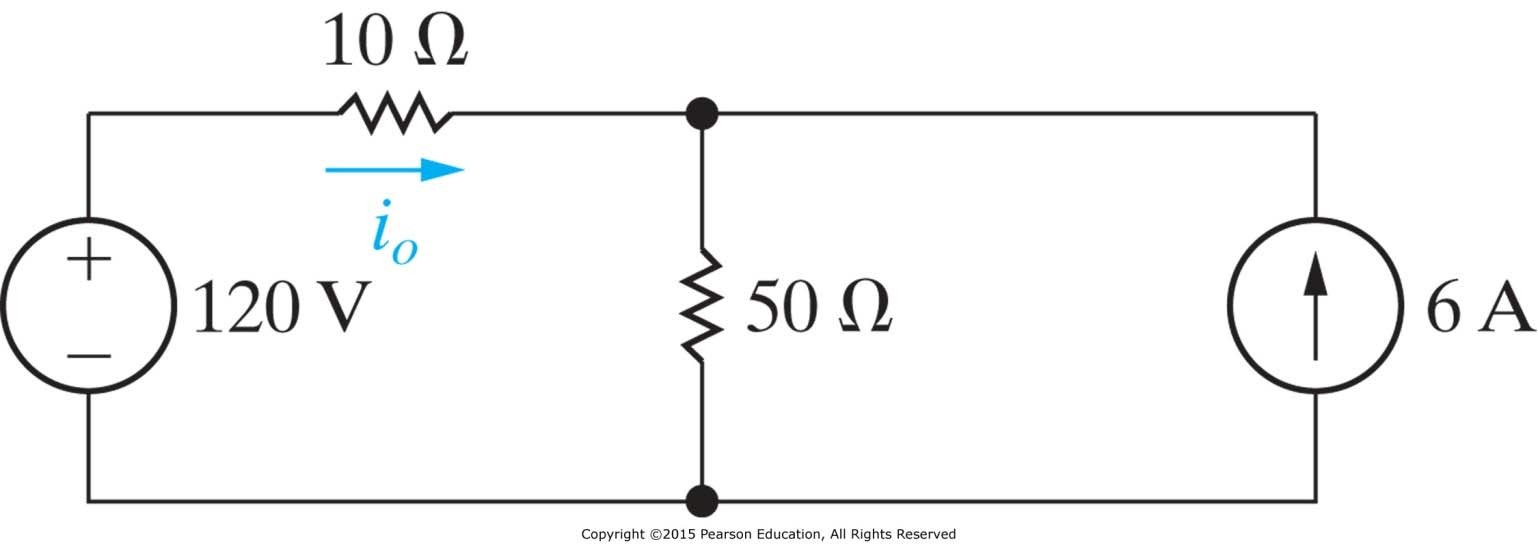 10 Ω
i_o
+
120 V
−
50 Ω
6 A
Copyright ©2015 Pearson Education, All Rights Reserved